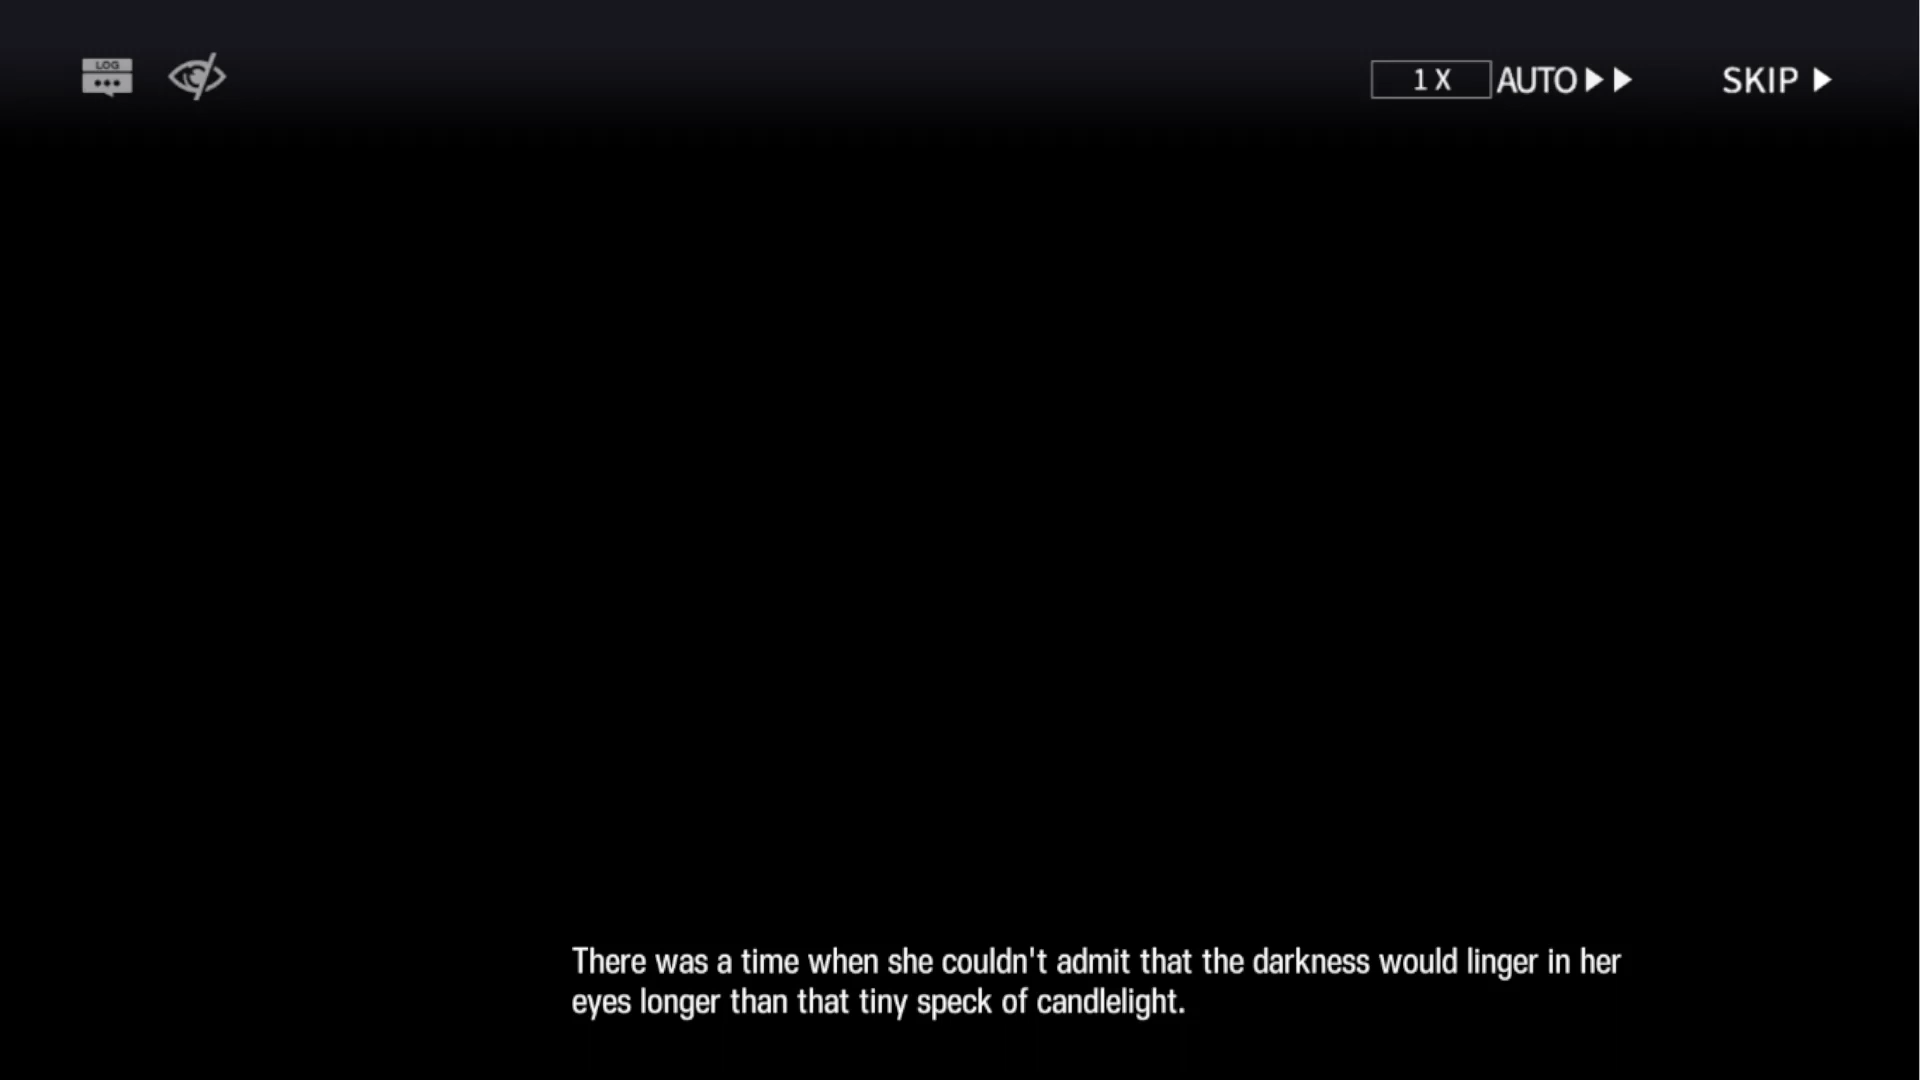 LOG
1 X AUTO SKIP
There was a time when she couldn't admit that the darkness would linger in her
eyes longer than that tiny speck of candlelight.